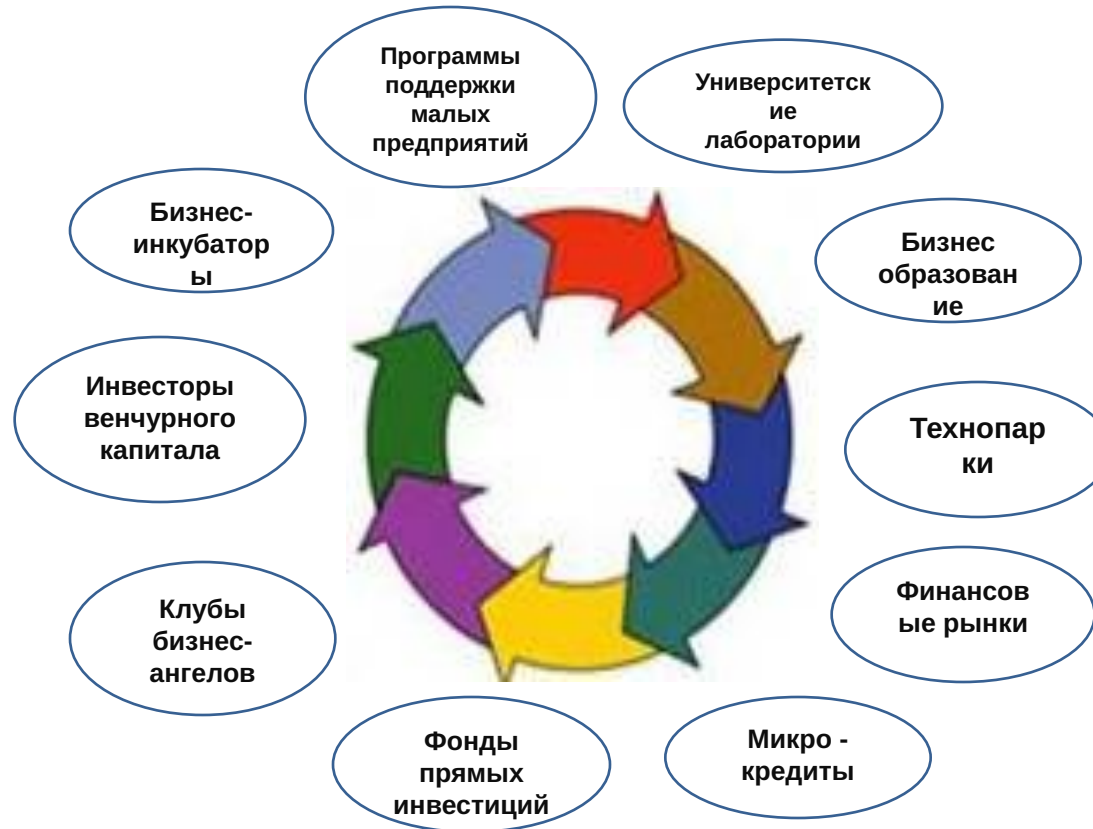 Программы
поддержки
малых
предприятий
Университетск
ие
лаборатории
Бизнес-
инкубатор
ы
Бизнес
образован
ие
Инвесторы
венчурного
капитала
Технопар
ки
Клубы
бизнес-
ангелов
Финансов
ые рынки
Фонды
прямых
инвестиций
Микро -
кредиты